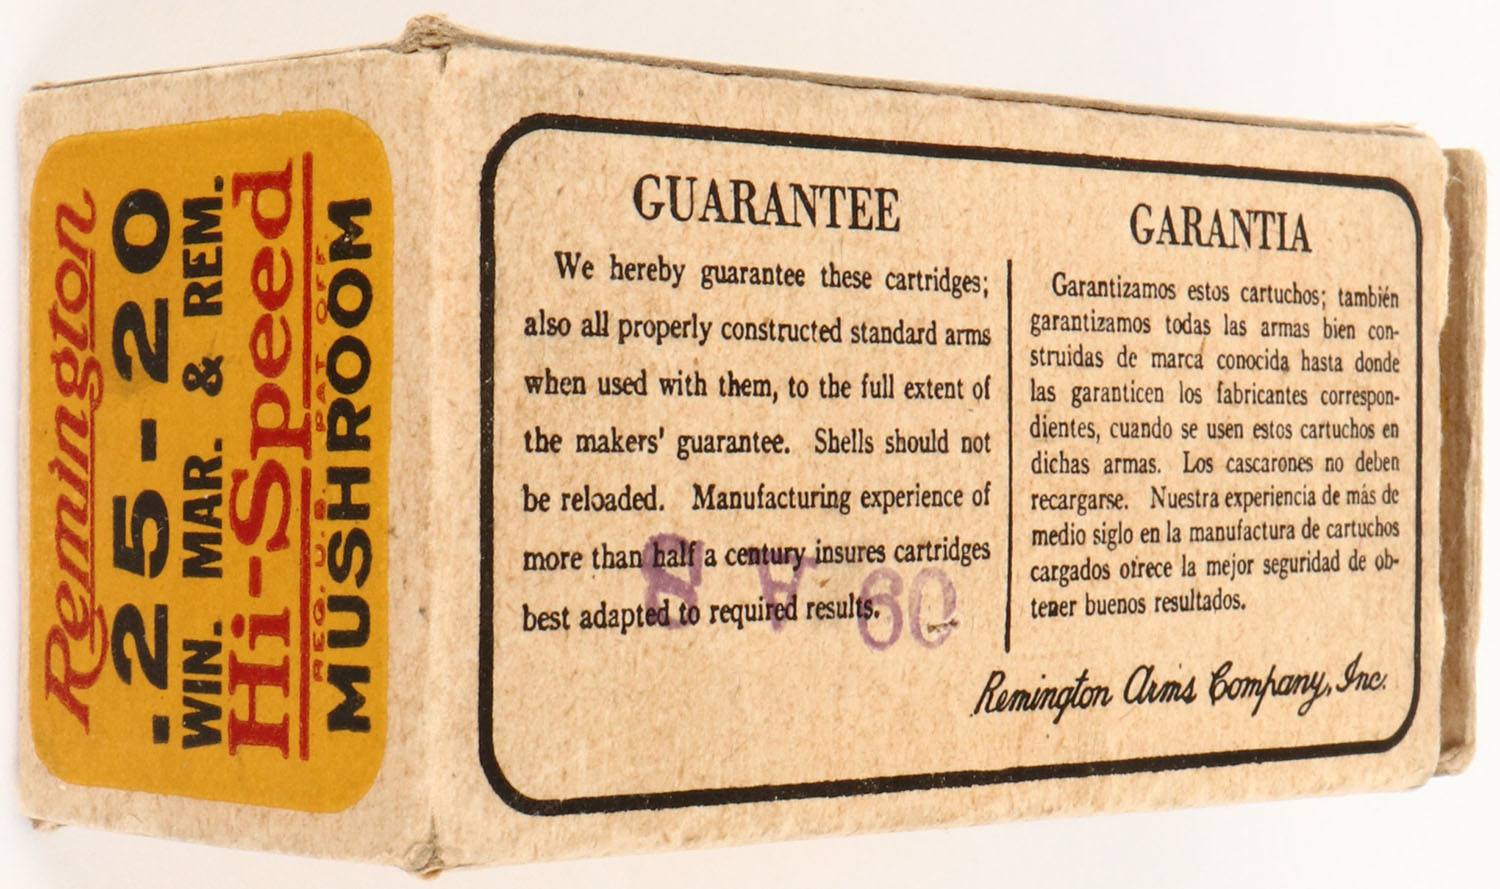 Remington
.25-20
WIN. MAR. & REM.
Hi-Speed
REG. U.S. PAT. OFF.
MUSHROOM
GUARANTEE
We hereby guarantee these cartridges;
also all properly constructed standard arms
when used with them, to the full extent of
the makers' guarantee. Shells should not
be reloaded. Manufacturing experience of
more than half a century insures cartridges
best adapted to required results.
GARANTIA
Garantizamos estos cartuchos; también
garantizamos todas las armas bien con-
struidas de marca conocida hasta donde
las garanticen los fabricantes correspon-
dientes, cuando se usen estos cartuchos en
dichas armas. Los cascarones no deben
recargarse. Nuestra experiencia de más de
medio siglo en la manufactura de cartuchos
cargados ofrece la mejor seguridad de ob-
tener buenos resultados.
Remington Arms Company, Inc.